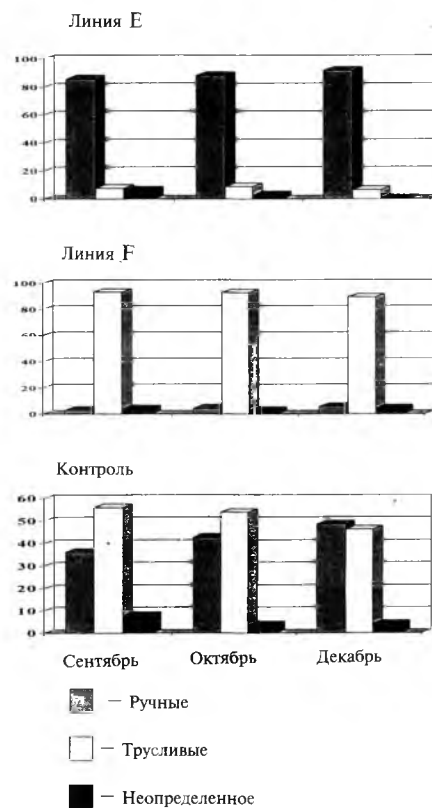 Линия E
100
80
60
40
20
0
Линия F
100
80
60
40
20
0
Контроль
60
50
40
30
20
10
0
Сентябрь Октябрь Декабрь
— Ручные
— Трусливые
— Неопределенное